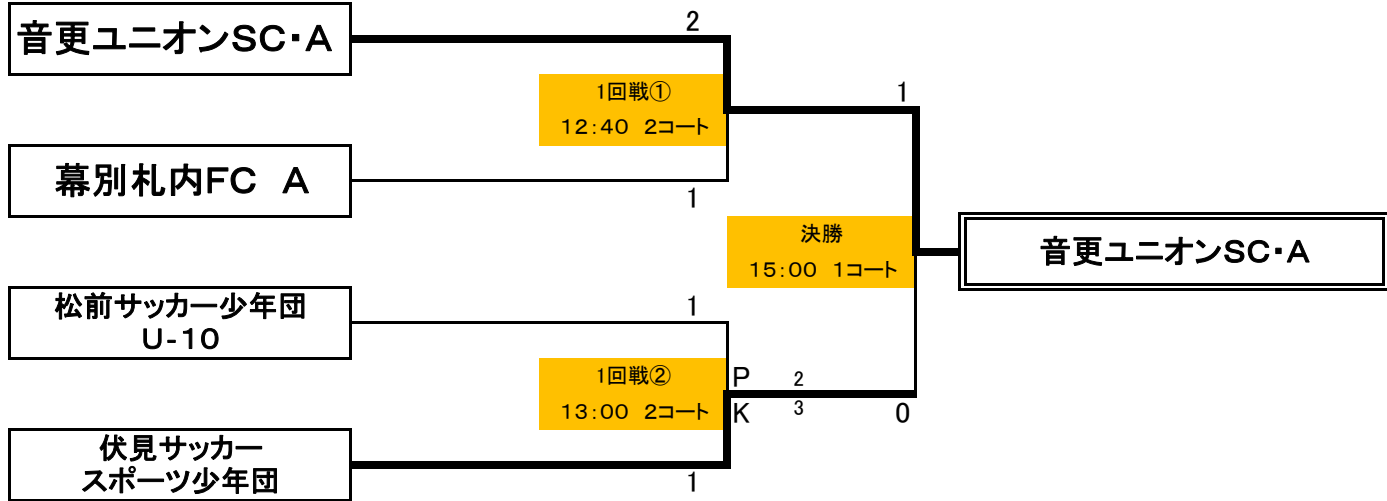 音更ユニオンSC・A
2
1回戦①
12:40 2コート
1
幕別札内FC A
1
決勝
15:00 1コート
音更ユニオンSC・A
松前サッカー少年団
U-10
1
1回戦②
13:00 2コート
P 2
K 3
0
伏見サッカー
スポーツ少年団
1